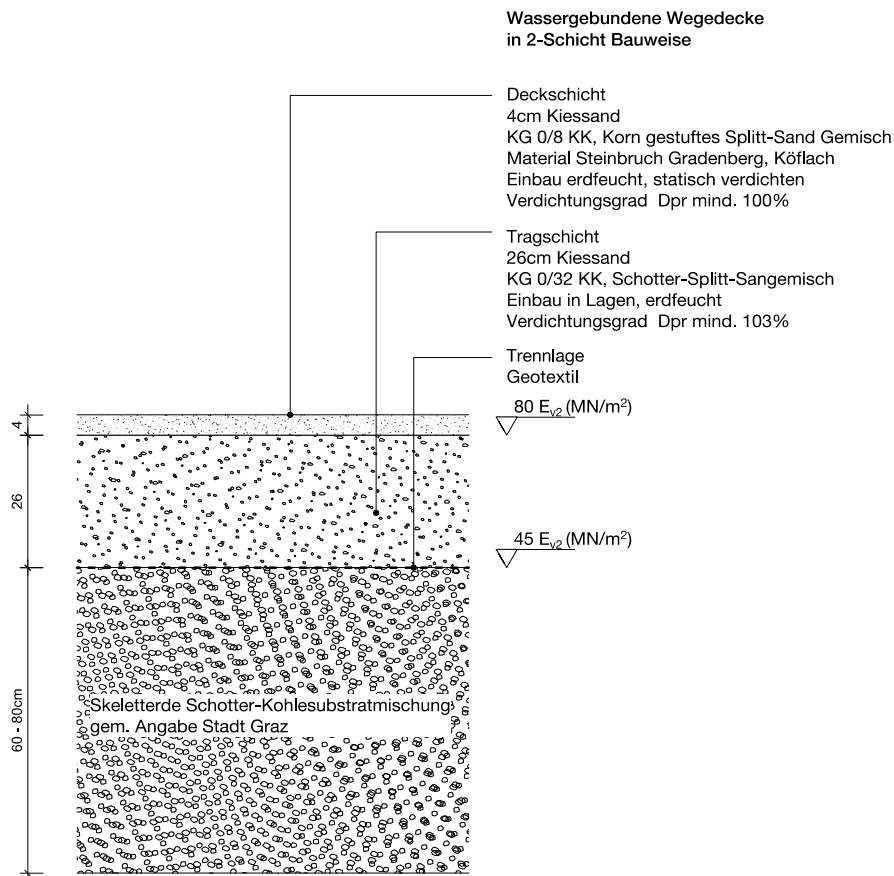 Wassergebundene Wegedecke
in 2-Schicht Bauweise
Deckschicht
4cm Kiessand
KG 0/8 KK, Korn gestuftes Splitt-Sand Gemisch
Material Steinbruch Gradenberg, Köflach
Einbau erdfeucht, statisch verdichten
Verdichtungsgrad Dpr mind. 100%
Tragschicht
26cm Kiessand
KG 0/32 KK, Schotter-Splitt-Sangemisch
Einbau in Lagen, erdfeucht
Verdichtungsgrad Dpr mind. 103%
Trennlage
Geotextil
80 Ev2 (MN/m²)
4
26
45 Ev2 (MN/m²)
60 - 80cm
Skeletterde Schotter-Kohlesubstratmischung
gem. Angabe Stadt Graz